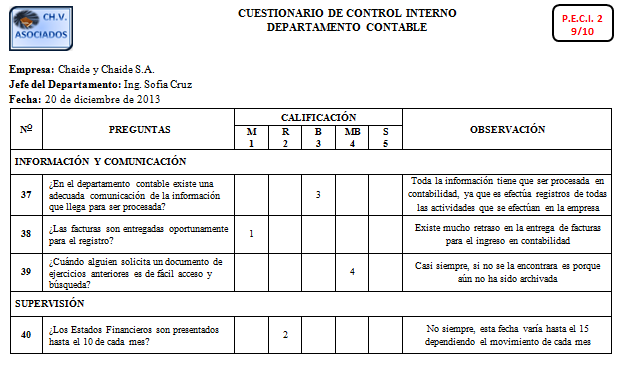 CH.V.
ASOCIADOS
CUESTIONARIO DE CONTROL INTERNO
DEPARTAMENTO CONTABLE
P.E.C.I. 2
9/10
Empresa: Chaide y Chaide S.A.
Jefe del Departamento: Ing. Sofía Cruz
Fecha: 20 de diciembre de 2013
Nº PREGUNTAS CALIFICACIÓN OBSERVACIÓN
M R B MB S
1 2 3 4 5
INFORMACIÓN Y COMUNICACIÓN
37
¿En el departamento contable existe una
adecuada comunicación de la información
que llega para ser procesada?
3
Toda la información tiene que ser procesada en
contabilidad, ya que es efectúa registros de todas
las actividades que se efectúan en la empresa
38
¿Las facturas son entregadas oportunamente
para el registro?
1
Existe mucho retraso en la entrega de facturas
para el ingreso en contabilidad
39
¿Cuándo alguien solicita un documento de
ejercicios anteriores es de fácil acceso y
búsqueda?
4
Casi siempre, si no se la encontrara es porque
aún no ha sido archivada
SUPERVISIÓN
40
¿Los Estados Financieros son presentados
hasta el 10 de cada mes?
2
No siempre, esta fecha varía hasta el 15
dependiendo el movimiento de cada mes